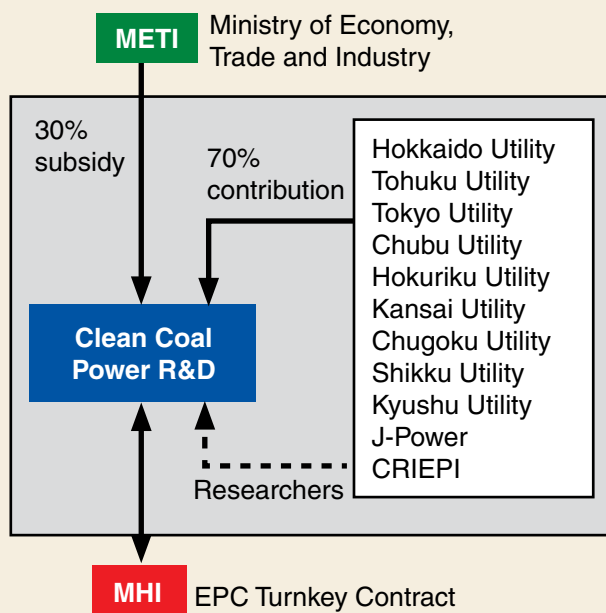 METI
Ministry of Economy,
Trade and Industry
30%
subsidy
70%
contribution
Hokkaido Utility
Tohuku Utility
Tokyo Utility
Chubu Utility
Hokuriku Utility
Kansai Utility
Chugoku Utility
Shikku Utility
Kyushu Utility
J-Power
CRIEPI
Clean Coal
Power R&D
Researchers
MHI
EPC Turnkey Contract